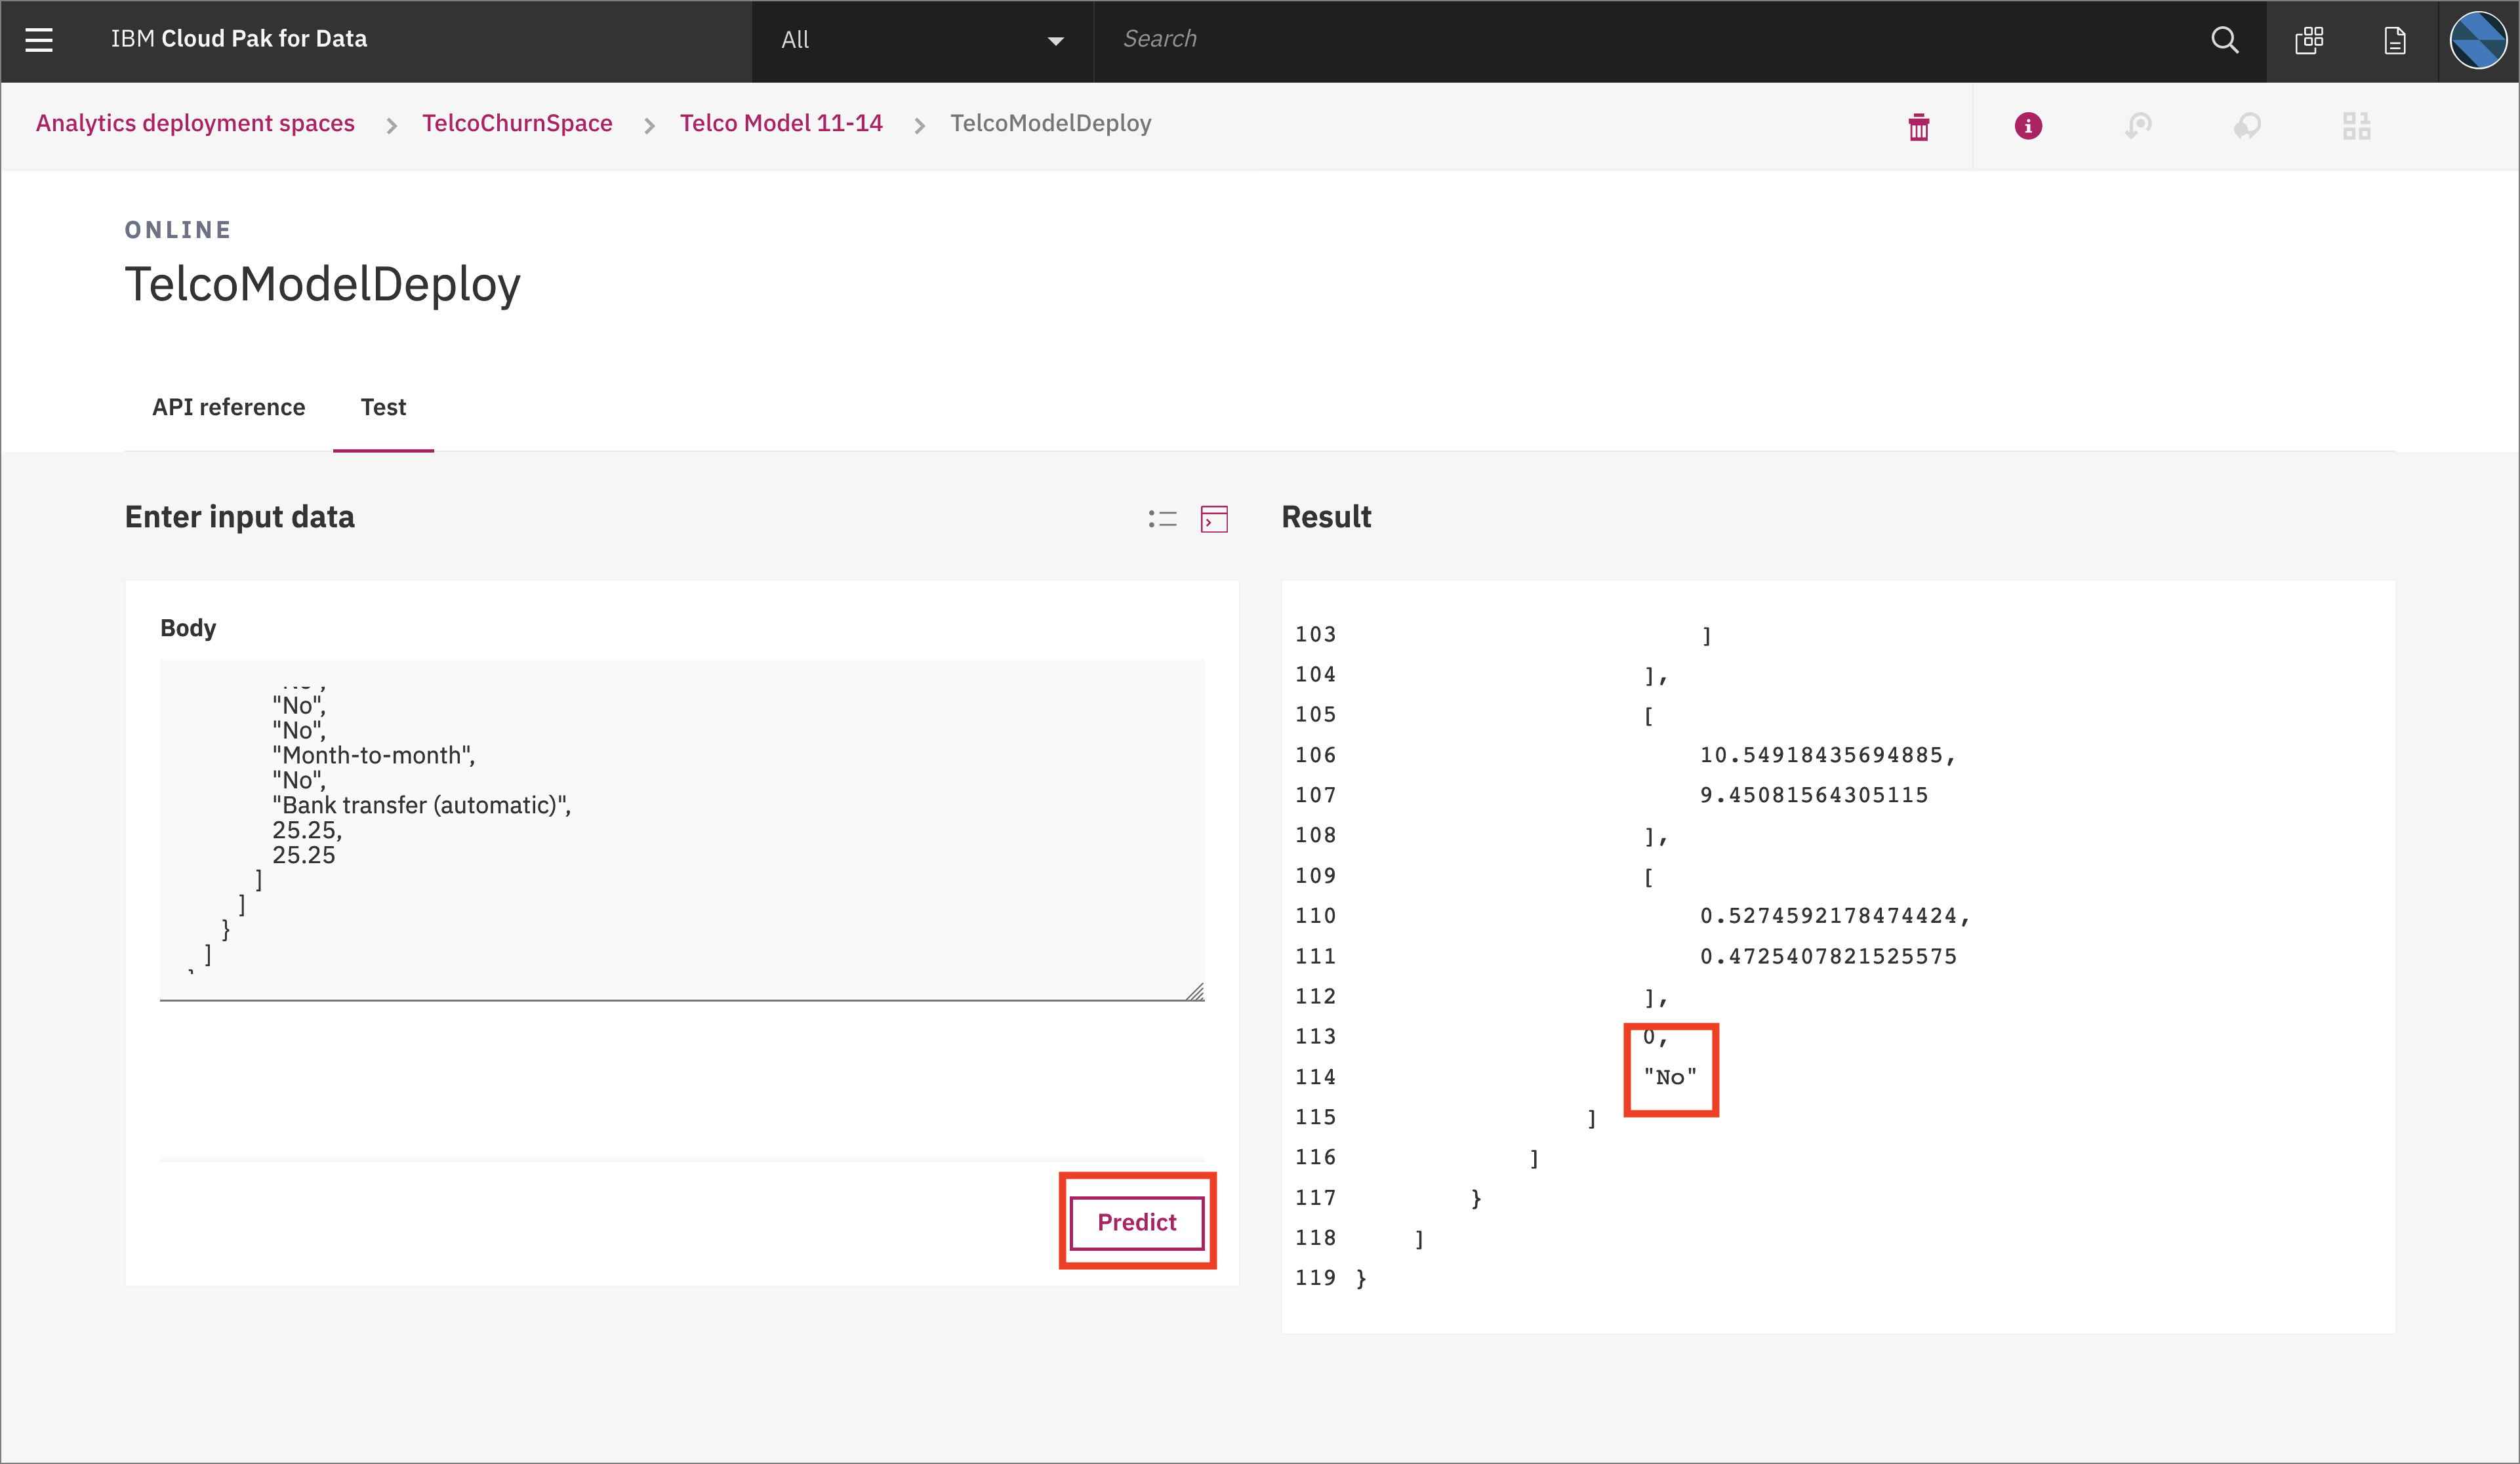 IBM Cloud Pak for Data
All
Search
Analytics deployment spaces > TelcoChurnSpace > Telco Model 11-14 > TelcoModelDeploy
ONLINE
TelcoModelDeploy
API reference
Test
Enter input data
Body
"No",
"No",
"Month-to-month",
"No",
"Bank transfer (automatic)",
25.25,
25.25
]
]
}
]
Predict
Result
103 ]
104 ],
105 [
106 10.54918435694885,
107 9.45081564305115
108 ],
109 [
110 0.5274592178474424,
111 0.4725407821525575
112 ],
113 0,
114 "No"
115 ]
116 ]
117 }
118 ]
119 }